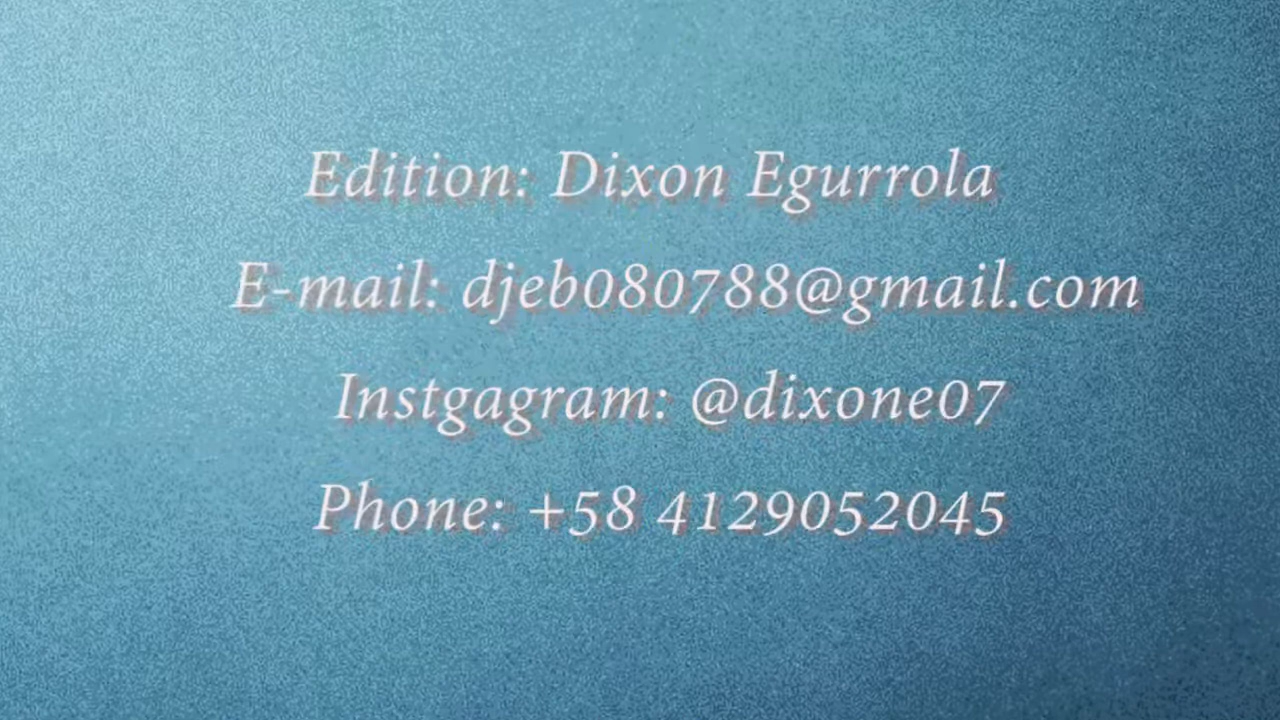 Edition: Dixon Egurrola
E-mail: djeb080788@gmail.com
Instgagram: @dixone07
Phone: +58 4129052045